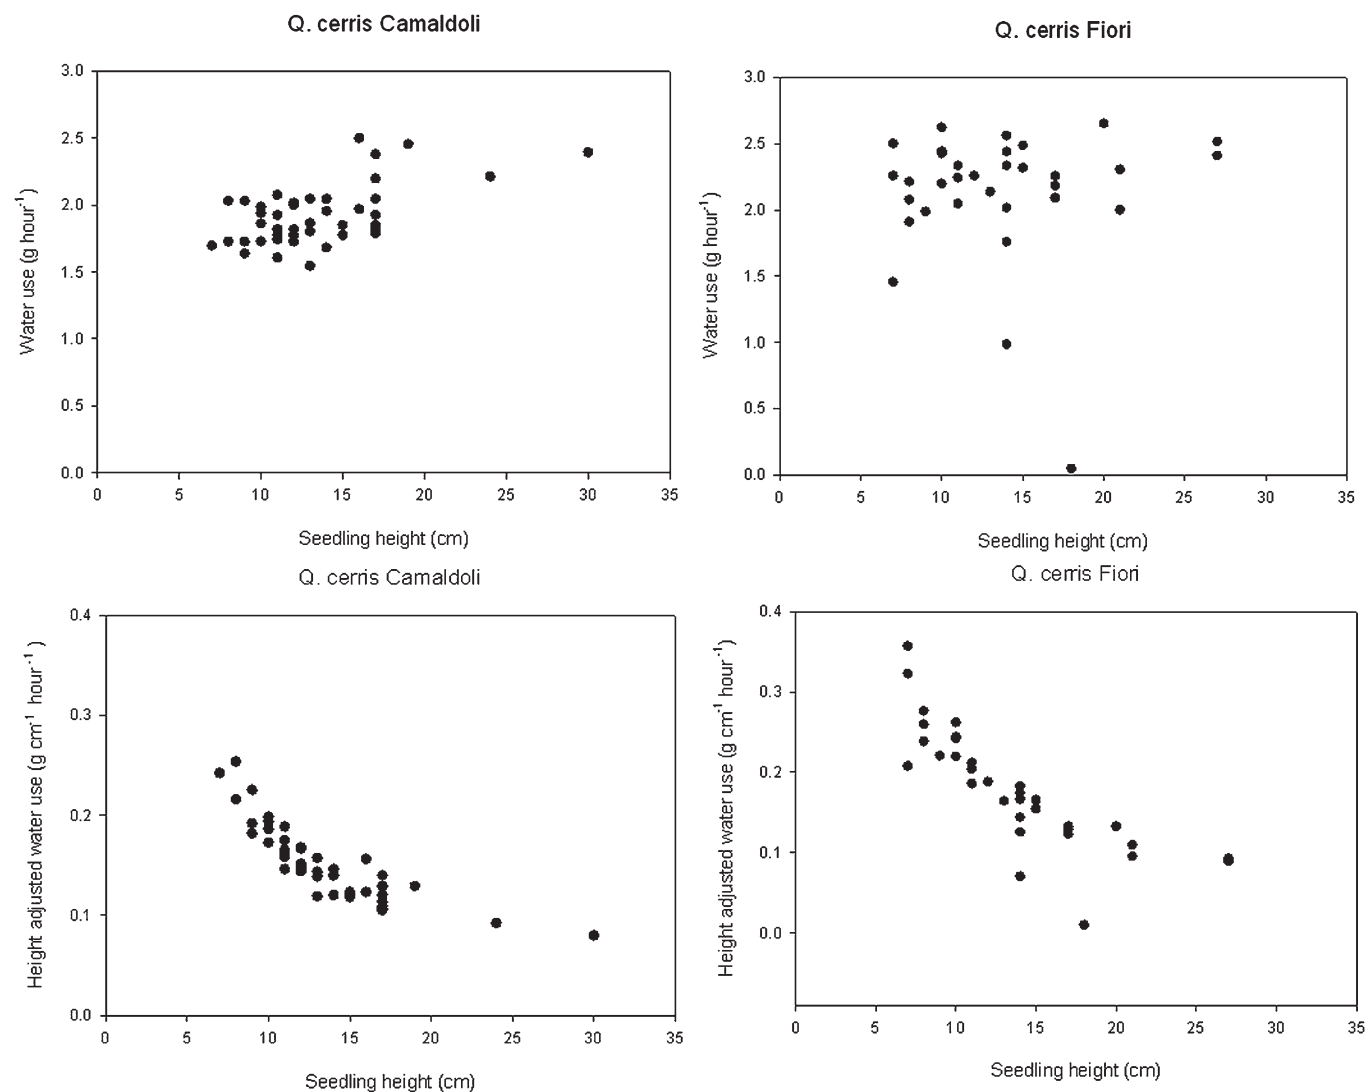 Q. cerris Camaldoli
3.0
2.5
2.0
1.5
1.0
0.5
0.0
Water use (g hour-1)
0 5 10 15 20 25 30 35
Seedling height (cm)
Q. cerris Fiori
3.0
2.5
2.0
1.5
1.0
0.5
0.0
Water use (g hour-1)
0 5 10 15 20 25 30 35
Seedling height (cm)
Q. cerris Camaldoli
0.4
0.3
0.2
0.1
0.0
Height adjusted water use (g cm-1 hour-1)
0 5 10 15 20 25 30 35
Seedling height (cm)
Q. cerris Fiori
0.4
0.3
0.2
0.1
0.0
Height adjusted water use (g cm-1 hour-1)
0 5 10 15 20 25 30 35
Seedling height (cm)